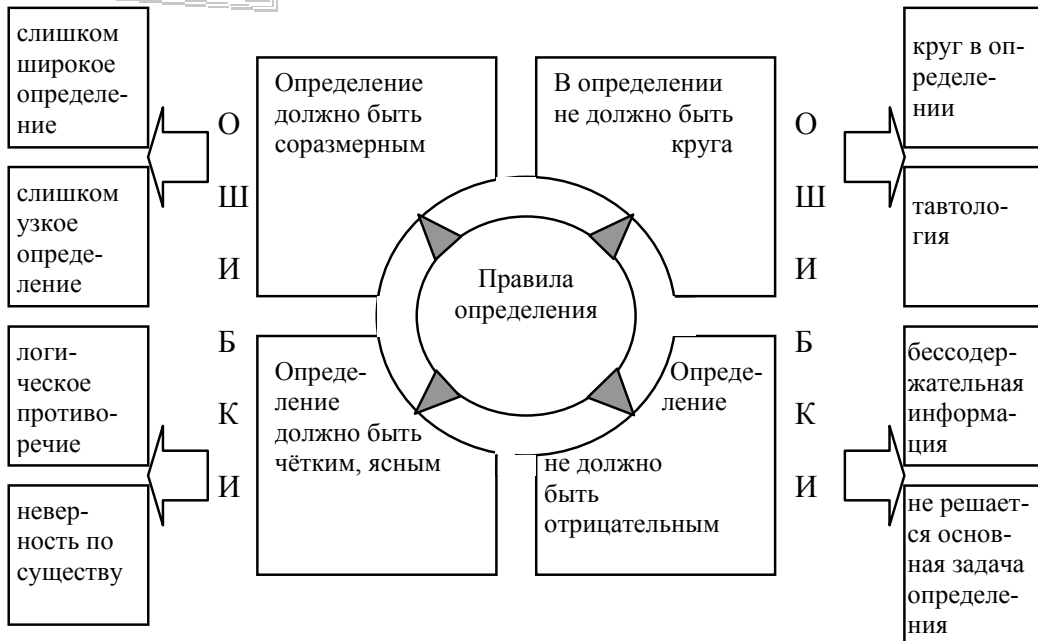 слишком
широкое
определе-
ние
слишком
узкое
опреде-
ление
логи-
ческое
противо-
речие
невер-
ность по
существу
О
Ш
И
Б
К
И
Определение
должно быть
соразмерным
В определении
не должно быть
круга
Правила
определения
Опреде-
ление
должно быть
чётким, ясным
Опреде-
ление
не должно
быть
отрицательным
О
Ш
И
Б
К
И
круг в оп-
ределе-
нии
тавтоло-
гия
бессодер-
жательная
информа-
ция
не решает-
ся основ-
ная задача
определе-
ния